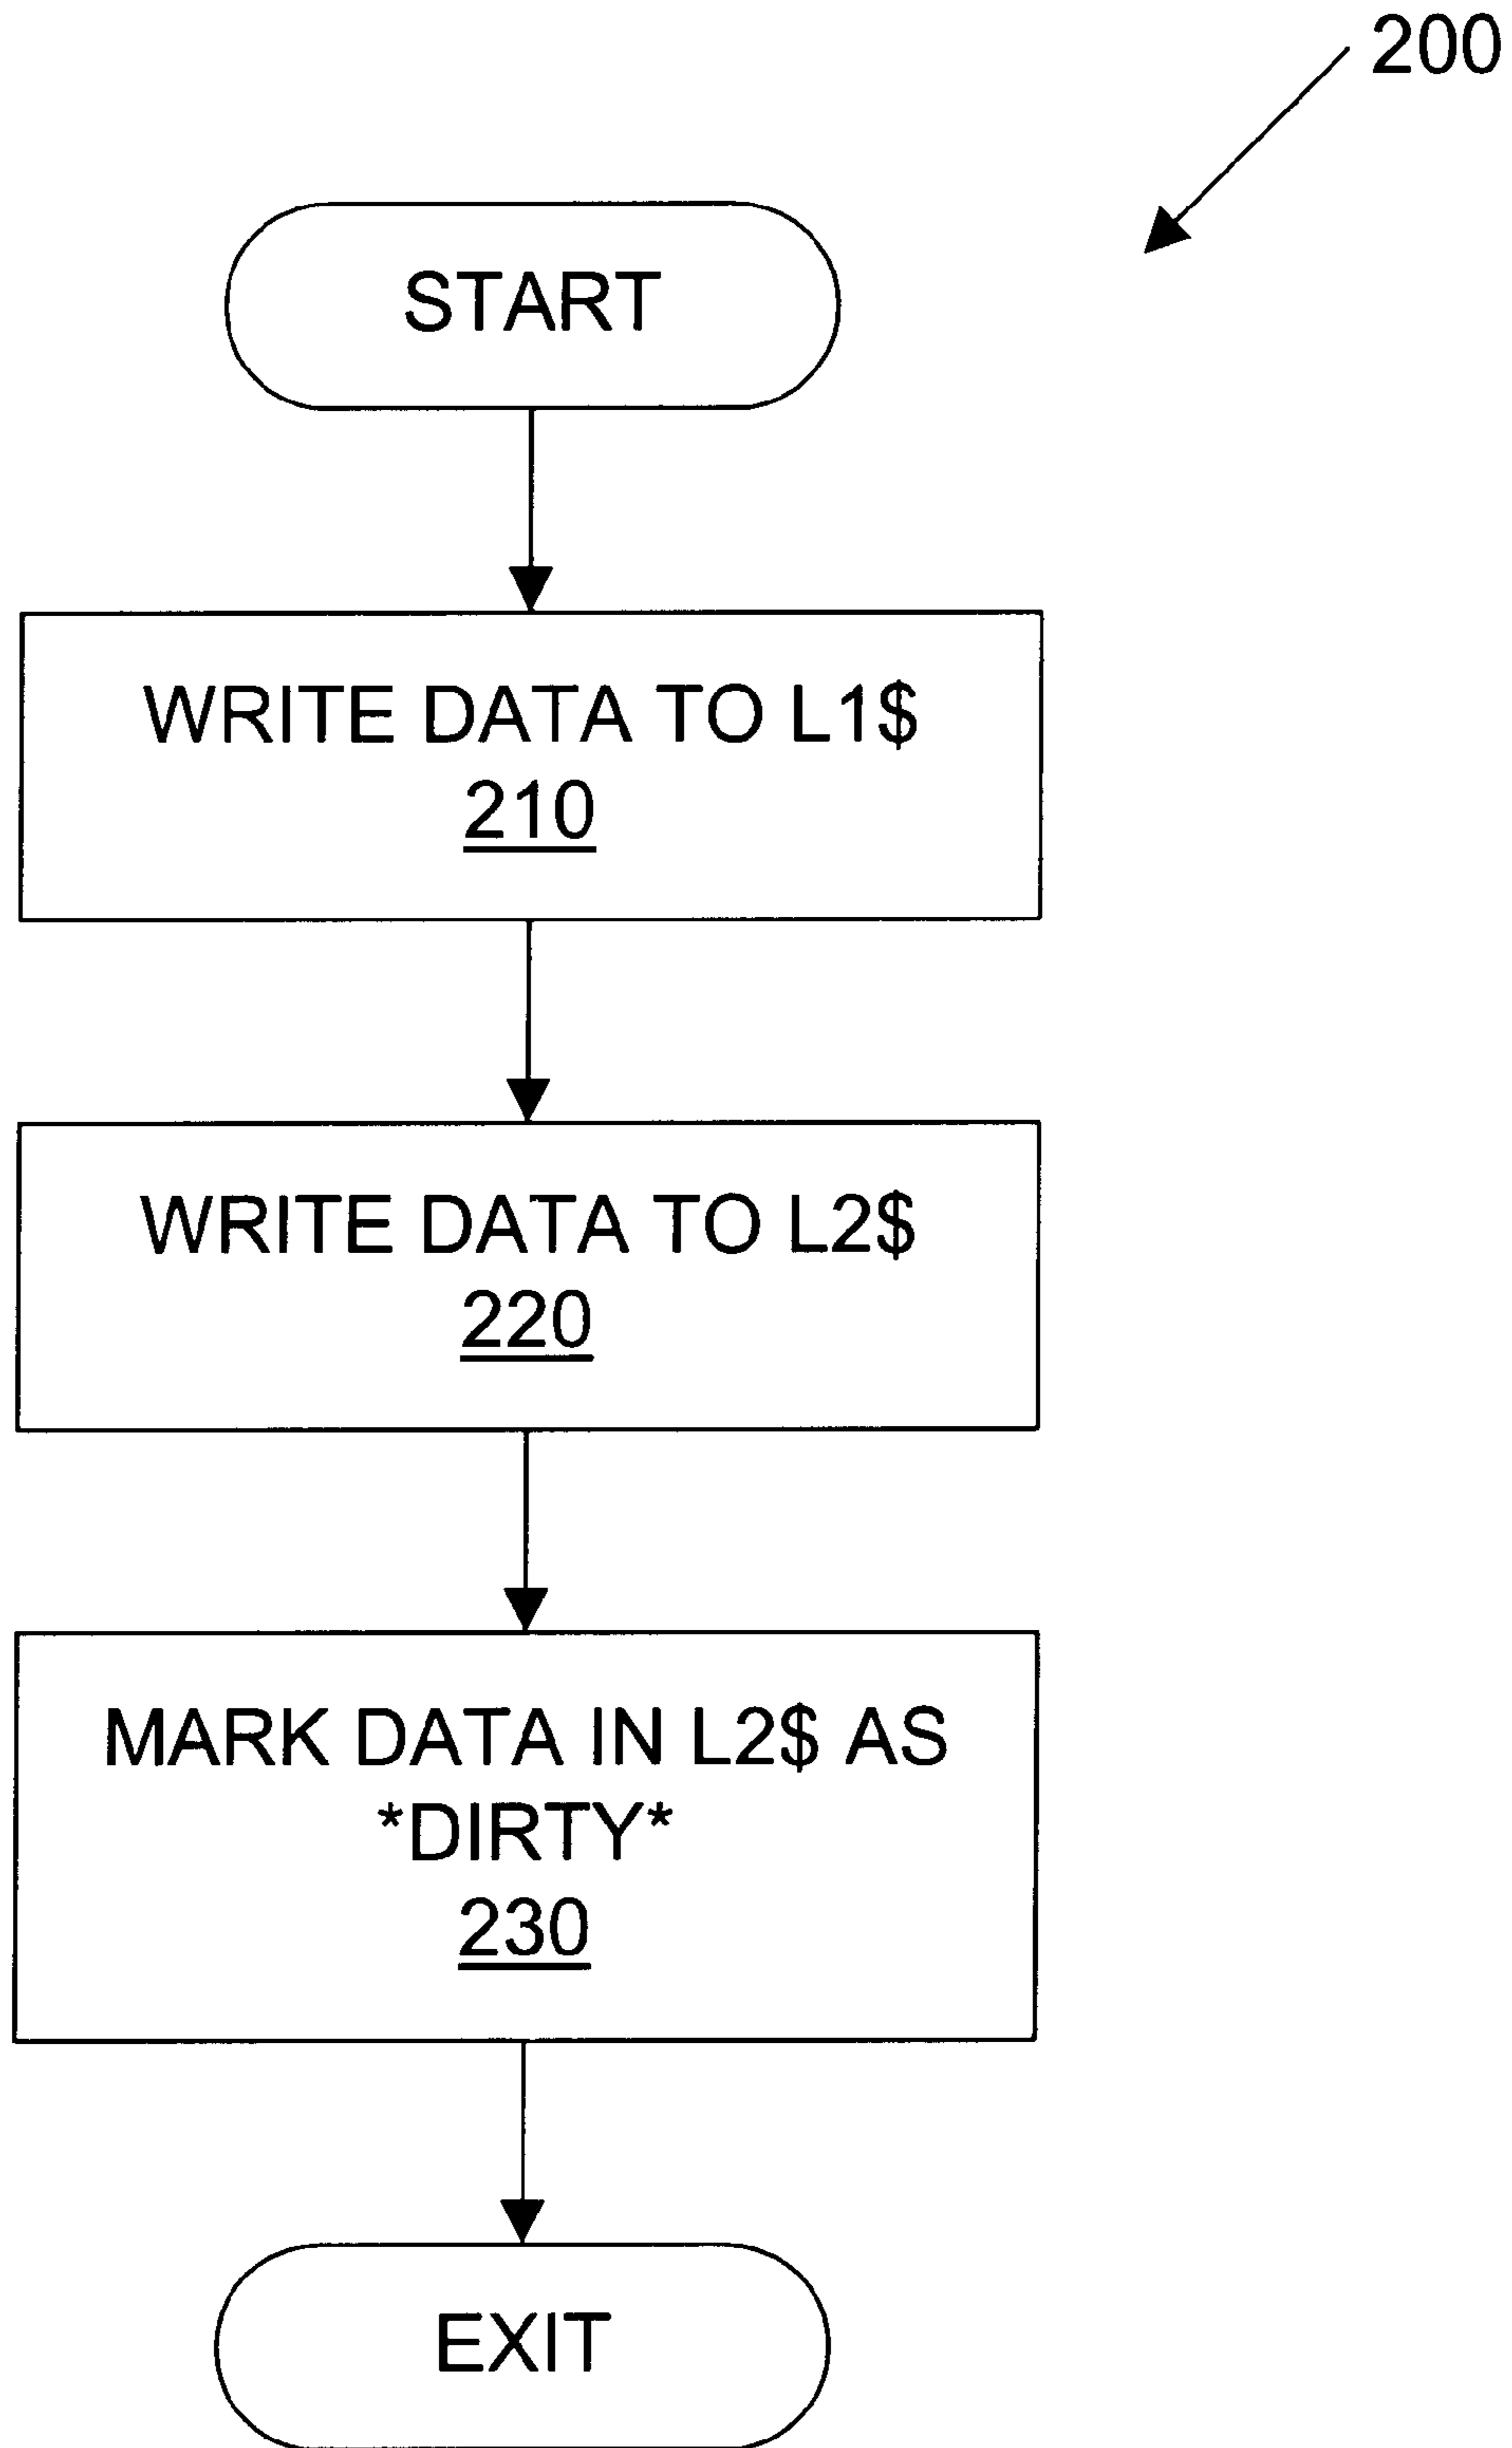 200
START
WRITE DATA TO L1$
210
WRITE DATA TO L2$
220
MARK DATA IN L2$ AS
*DIRTY*
230
EXIT